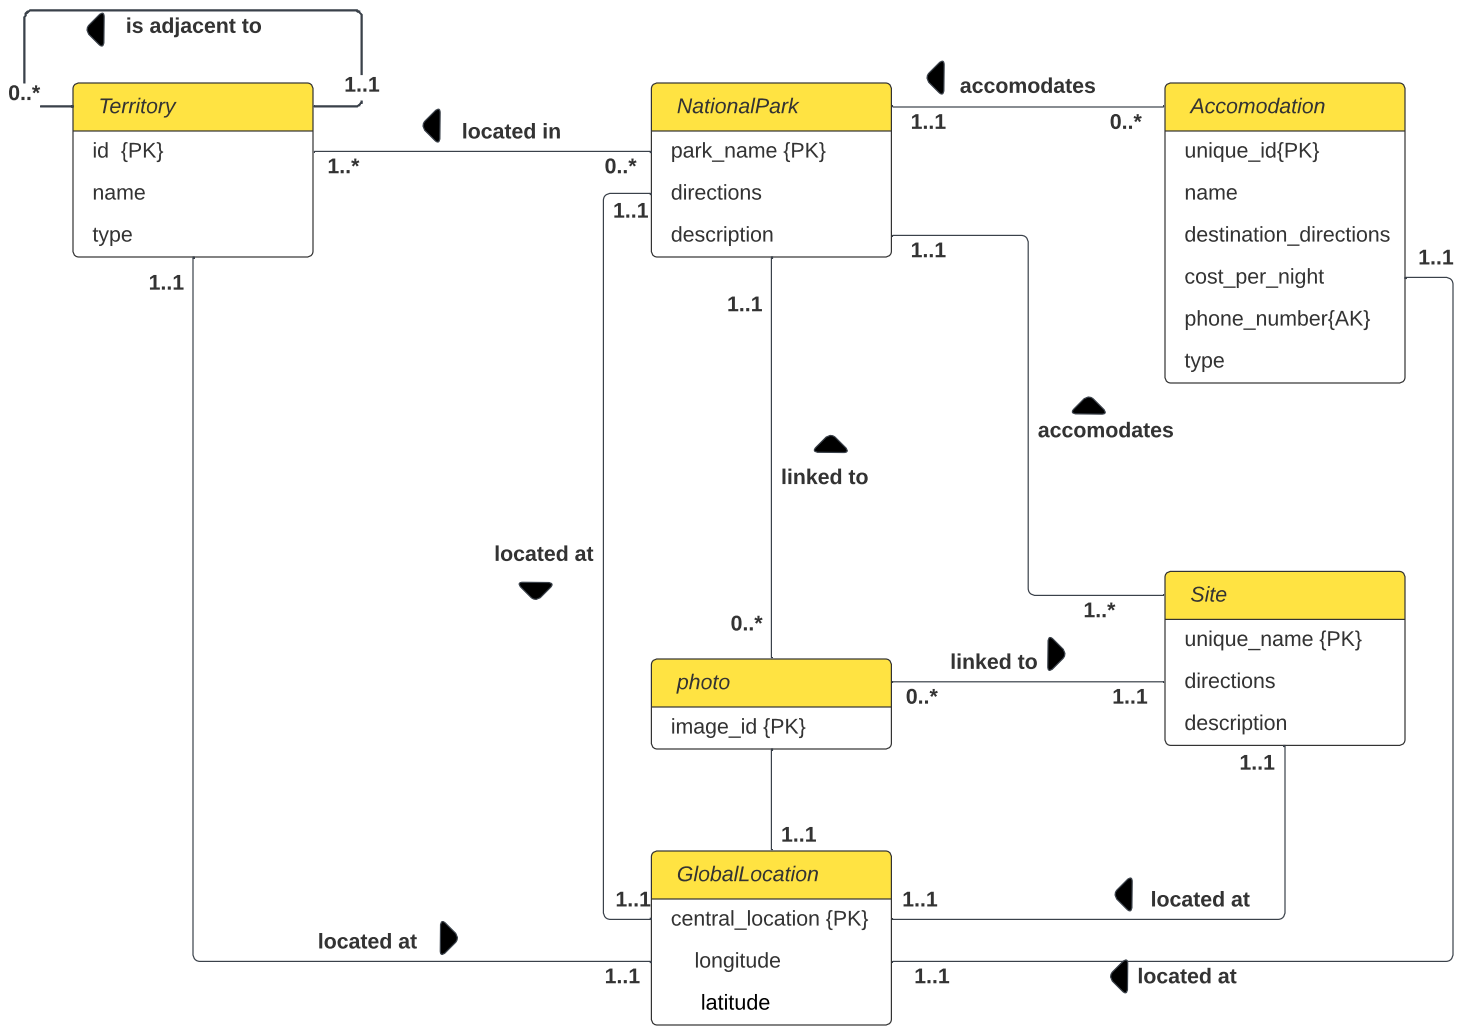 is adjacent to
0..*
1..1
Territory
id  {PK}
name
type
1..1
located in
1..*
0..*
NationalPark
park_name {PK}
directions
description
1..1
accomodates
1..1
0..*
Accomodation
unique_id{PK}
name
destination_directions
cost_per_night
phone_number{AK}
type
1..1
1..1
accomodates
1..*
1..1
linked to
0..*
located at
photo
image_id {PK}
linked to
0..*
1..1
Site
unique_name {PK}
directions
description
1..1
1..1
GlobalLocation
central_location {PK}
longitude
latitude
1..1
1..1
located at
located at
1..1
1..1
located at